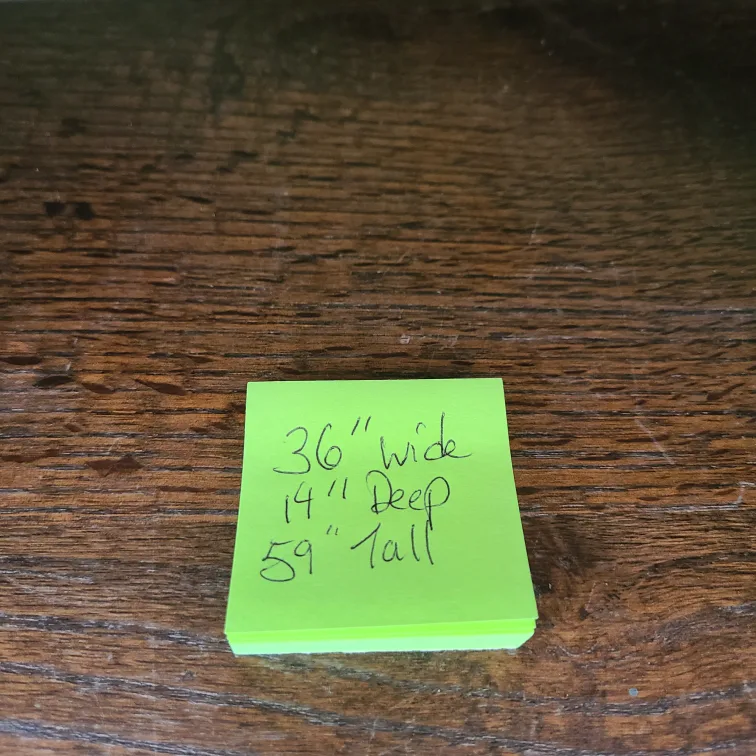 36" wide
14" Deep
59" Tall